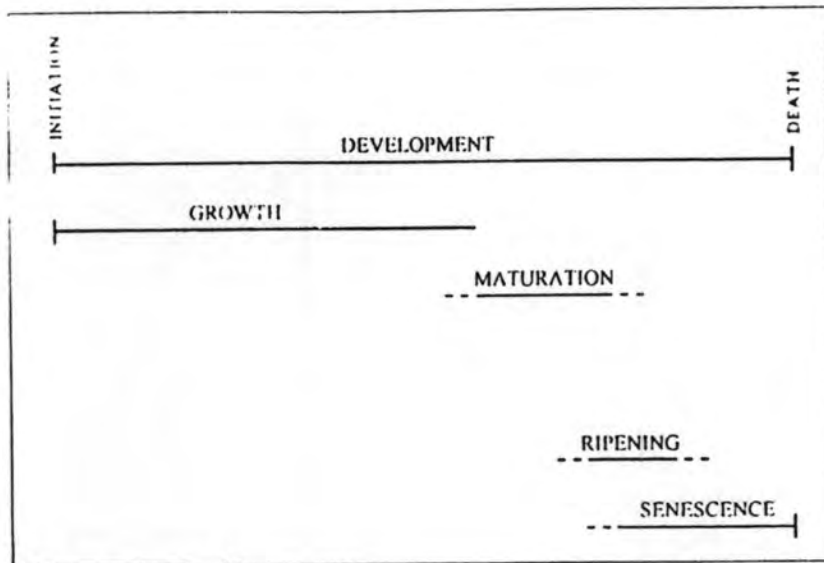 INITIATION
DEATH
DEVELOPMENT
GROWTH
MATURATION
RIPENING
SENESCENCE